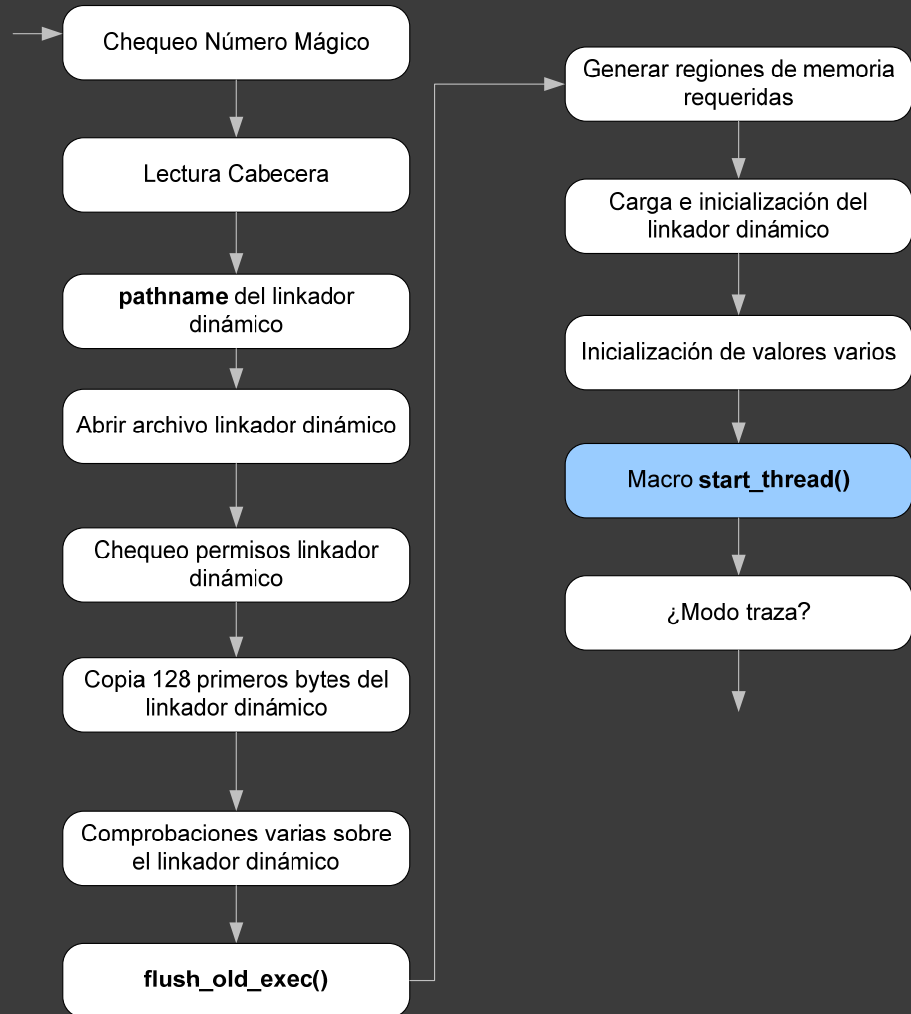 Chequeo Número Mágico
Lectura Cabecera
pathname del linkador
dinámico
Abrir archivo linkador dinámico
Chequeo permisos linkador
dinámico
Copia 128 primeros bytes del
linkador dinámico
Comprobaciones varias sobre
el linkador dinámico
flush_old_exec()
Generar regiones de memoria
requeridas
Carga e inicialización del
linkador dinámico
Inicialización de valores varios
Macro start_thread()
¿Modo traza?